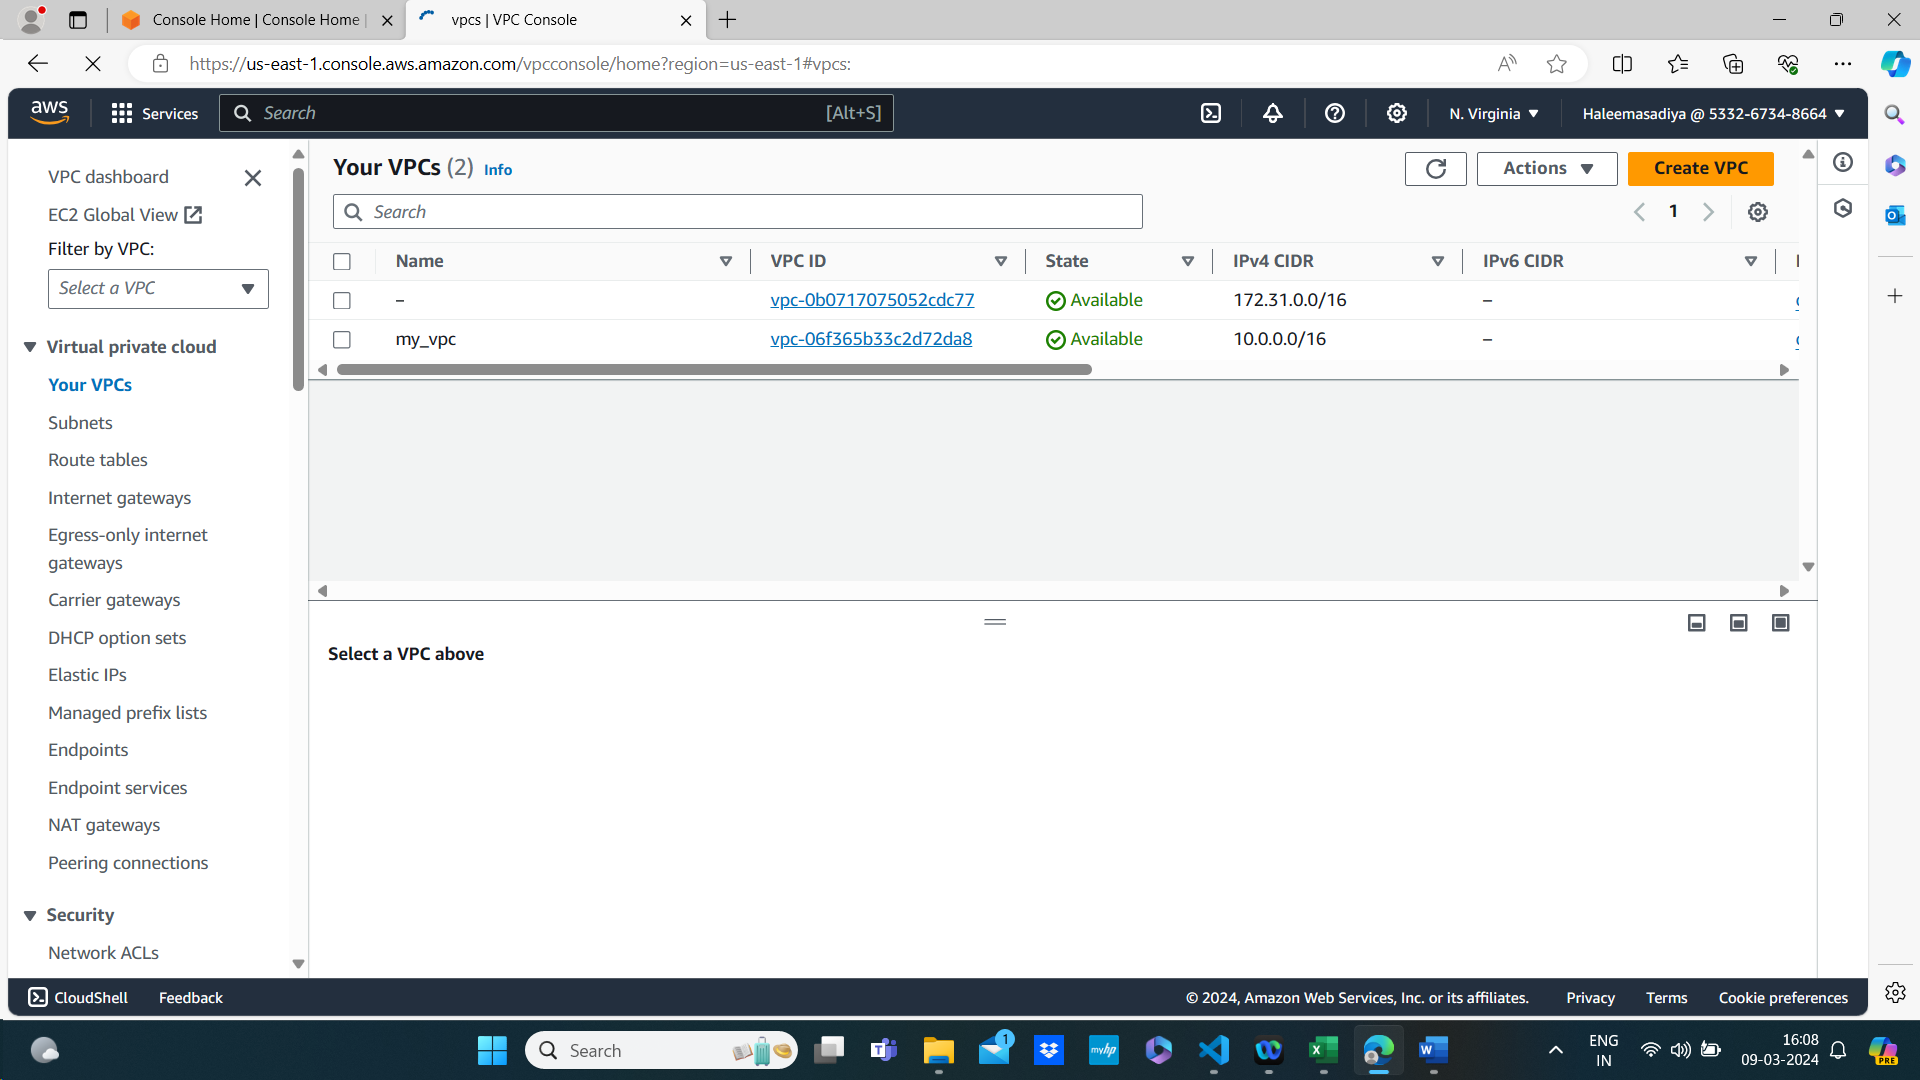 Console Home | Console Home |
vpcs | VPC Console
https://us-east-1.console.aws.amazon.com/vpcconsole/home?region=us-east-1#vpcs:
aws
Services
Search
[Alt+S]
N. Virginia
Haleemasadiya @ 5332-6734-8664
VPC dashboard
EC2 Global View
Filter by VPC:
Select a VPC
Virtual private cloud
Your VPCs
Subnets
Route tables
Internet gateways
Egress-only internet
gateways
Carrier gateways
DHCP option sets
Elastic IPs
Managed prefix lists
Endpoints
Endpoint services
NAT gateways
Peering connections
Security
Network ACLs
Your VPCs (2) Info
Actions
Create VPC
Search
1
Name VPC ID State IPv4 CIDR IPv6 CIDR
– vpc-0b0717075052cdc77 Available 172.31.0.0/16 –
my_vpc vpc-06f365b33c2d72da8 Available 10.0.0.0/16 –
Select a VPC above
CloudShell
Feedback
© 2024, Amazon Web Services, Inc. or its affiliates.
Privacy
Terms
Cookie preferences
Search
1
myhp
W
ENG
IN
16:08
09-03-2024
PRE